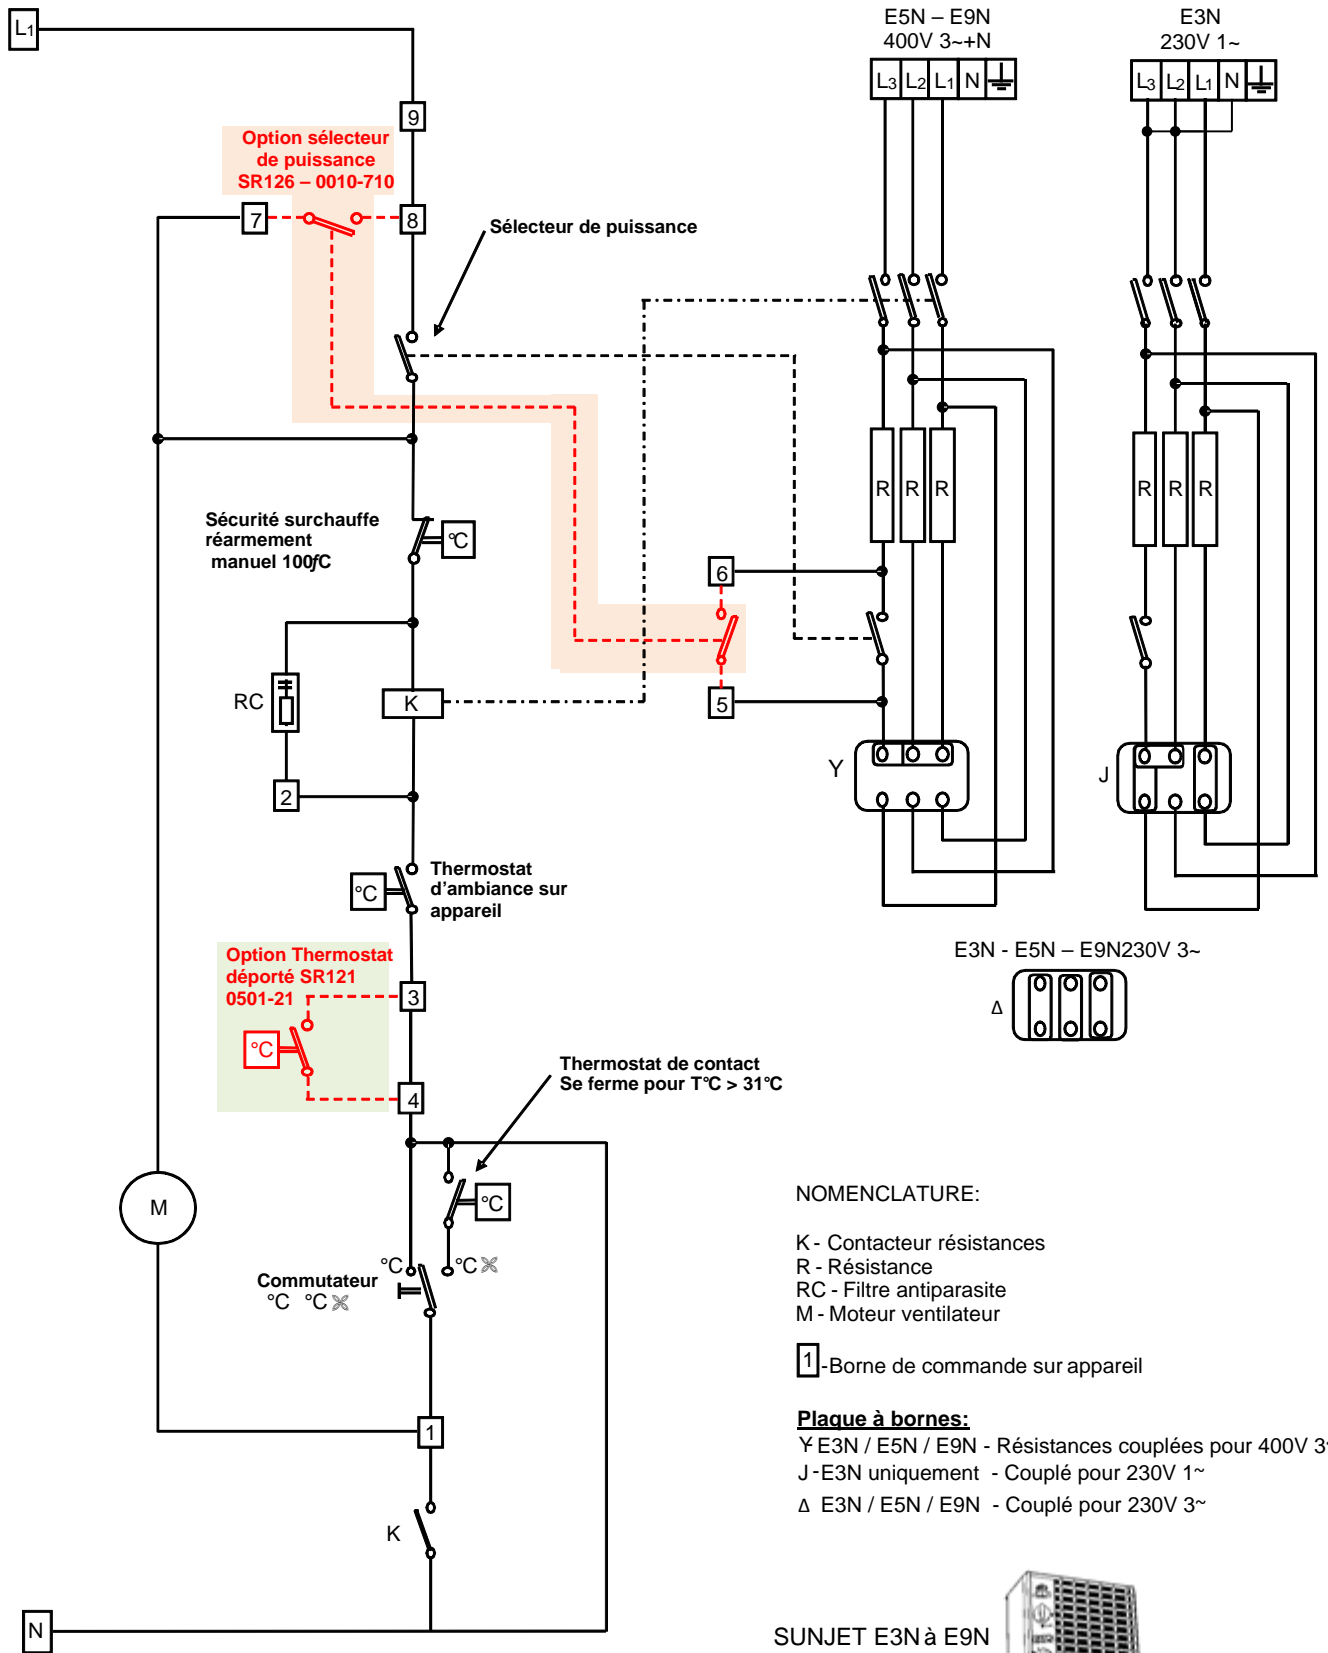 L1
9
Option sélecteur
de puissance
SR126 – 0010-710
7
8
Sélecteur de puissance
Sécurité surchauffe
réarmement
manuel 100ƒC
°C
RC
K
2
°C
Thermostat
d'ambiance sur
appareil
Option Thermostat
déporté SR121
0501-21
3
°C
4
Thermostat de contact
Se ferme pour T°C > 31°C
M
°C
°C
°C
Commutateur
°C °C
1
K
N
E5N – E9N
400V 3~+N
L3 L2 L1 N
R R R
6
5
Y
E3N
230V 1~
L3 L2 L1 N
R R R
J
E3N - E5N – E9N230V 3~
Δ
NOMENCLATURE:
K - Contacteur résistances
R - Résistance
RC - Filtre antiparasite
M - Moteur ventilateur
1 -Borne de commande sur appareil
Plaque à bornes:
Y-E3N / E5N / E9N - Résistances couplées pour 400V 3~
J -E3N uniquement - Couplé pour 230V 1~
Δ E3N / E5N / E9N - Couplé pour 230V 3~
SUNJET E3N à E9N